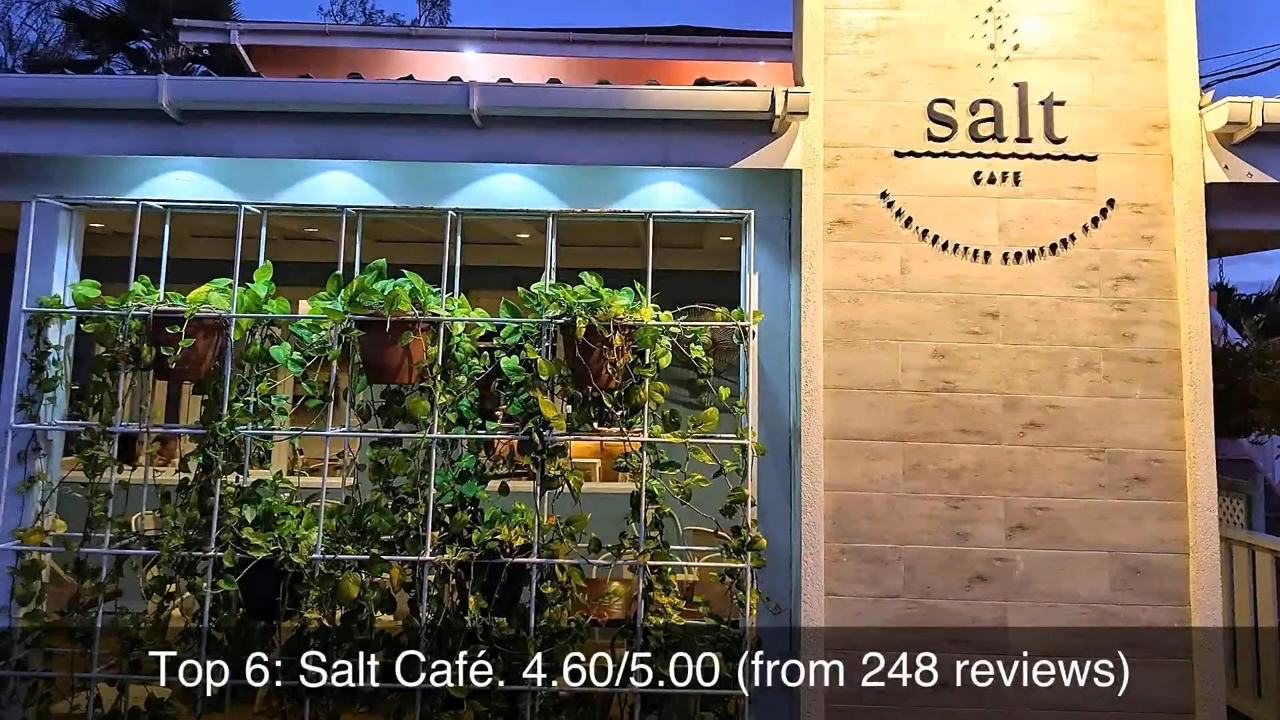 salt
CAFE
HAND-CRAFTED COMFORT FOOD
Top 6: Salt Café. 4.60/5.00 (from 248 reviews)